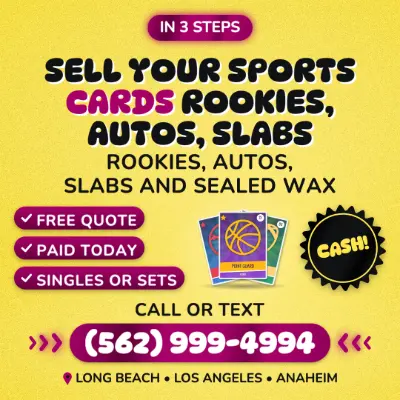 IN 3 STEPS
SELL YOUR SPORTS
CARDS ROOKIES,
AUTOS, SLABS
ROOKIES, AUTOS,
SLABS AND SEALED WAX
FREE QUOTE
PAID TODAY
SINGLES OR SETS
CASH!
CALL OR TEXT
(562) 999-4994
LONG BEACH • LOS ANGELES • ANAHEIM